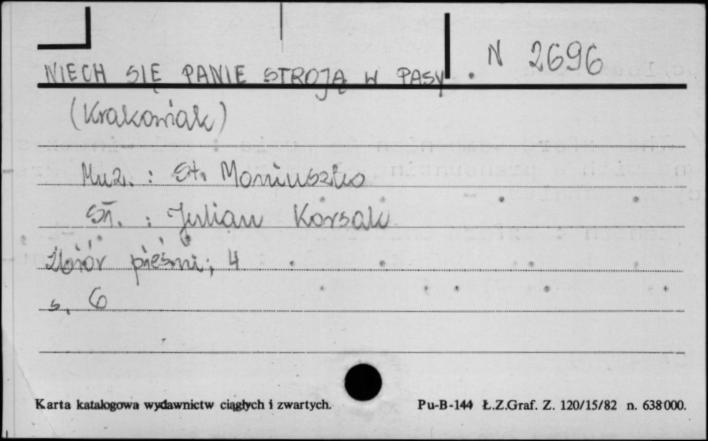 N 2696
NIECH SIĘ PANIE STROJĄ W PASY.
(Krakowiak)
Muz. : St. Moniuszko
Sł. : Julian Korsak
Zbiór pieśni; 4
s. 6
Karta katalogowa wydawnictw ciągłych i zwartych.
Pu-B-144 Ł.Z.Graf. Z. 120/15/82 n. 638000.